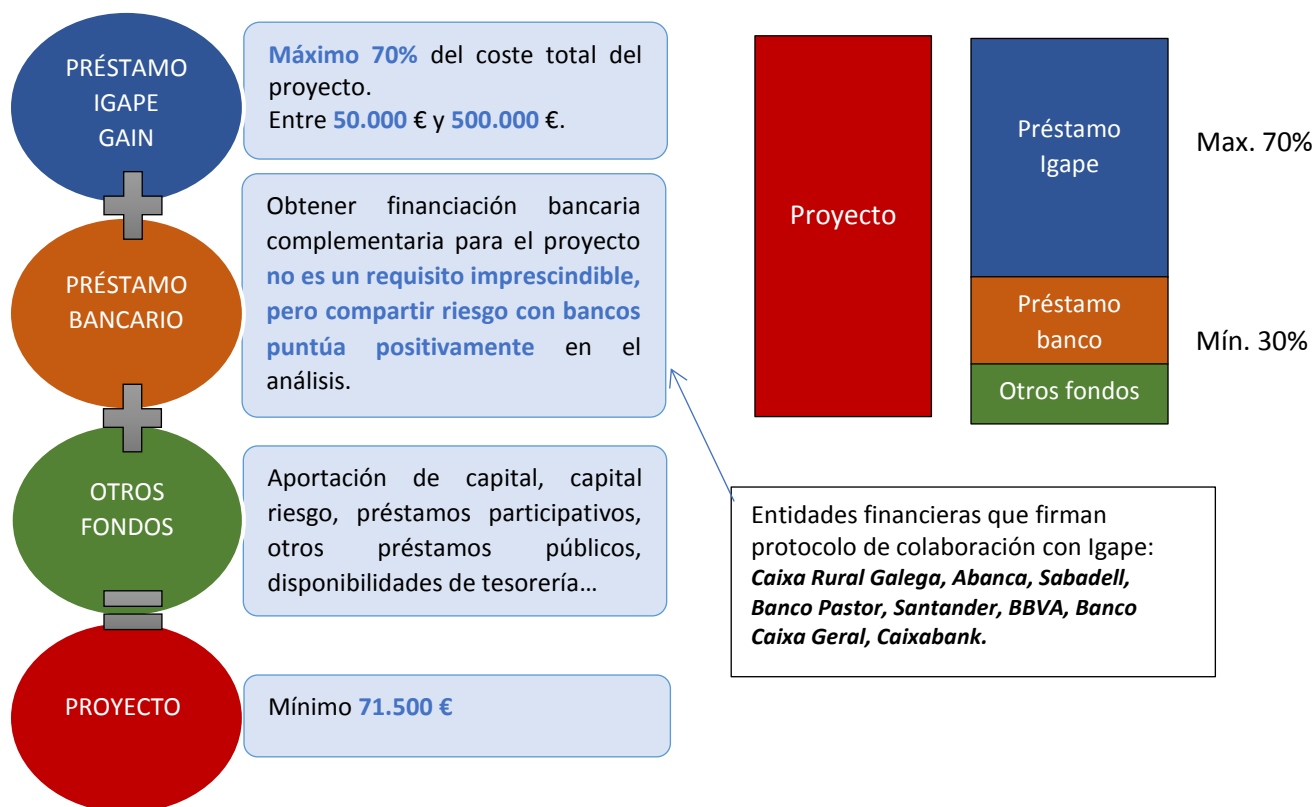 PRÉSTAMO
IGAPE
GAIN
Máximo 70% del coste total del
proyecto.
Entre 50.000 € y 500.000 €.
PRÉSTAMO
BANCARIO
Obtener financiación bancaria
complementaria para el proyecto
no es un requisito imprescindible,
pero compartir riesgo con bancos
puntúa positivamente en el
análisis.
OTROS
FONDOS
Aportación de capital, capital
riesgo, préstamos participativos,
otros préstamos públicos,
disponibilidades de tesorería...
PROYECTO
Mínimo 71.500 €
Proyecto
Préstamo
Igape
Max. 70%
Préstamo
banco
Mín. 30%
Otros fondos
Entidades financieras que firman
protocolo de colaboración con Igape:
Caixa Rural Galega, Abanca, Sabadell,
Banco Pastor, Santander, BBVA, Banco
Caixa Geral, Caixabank.